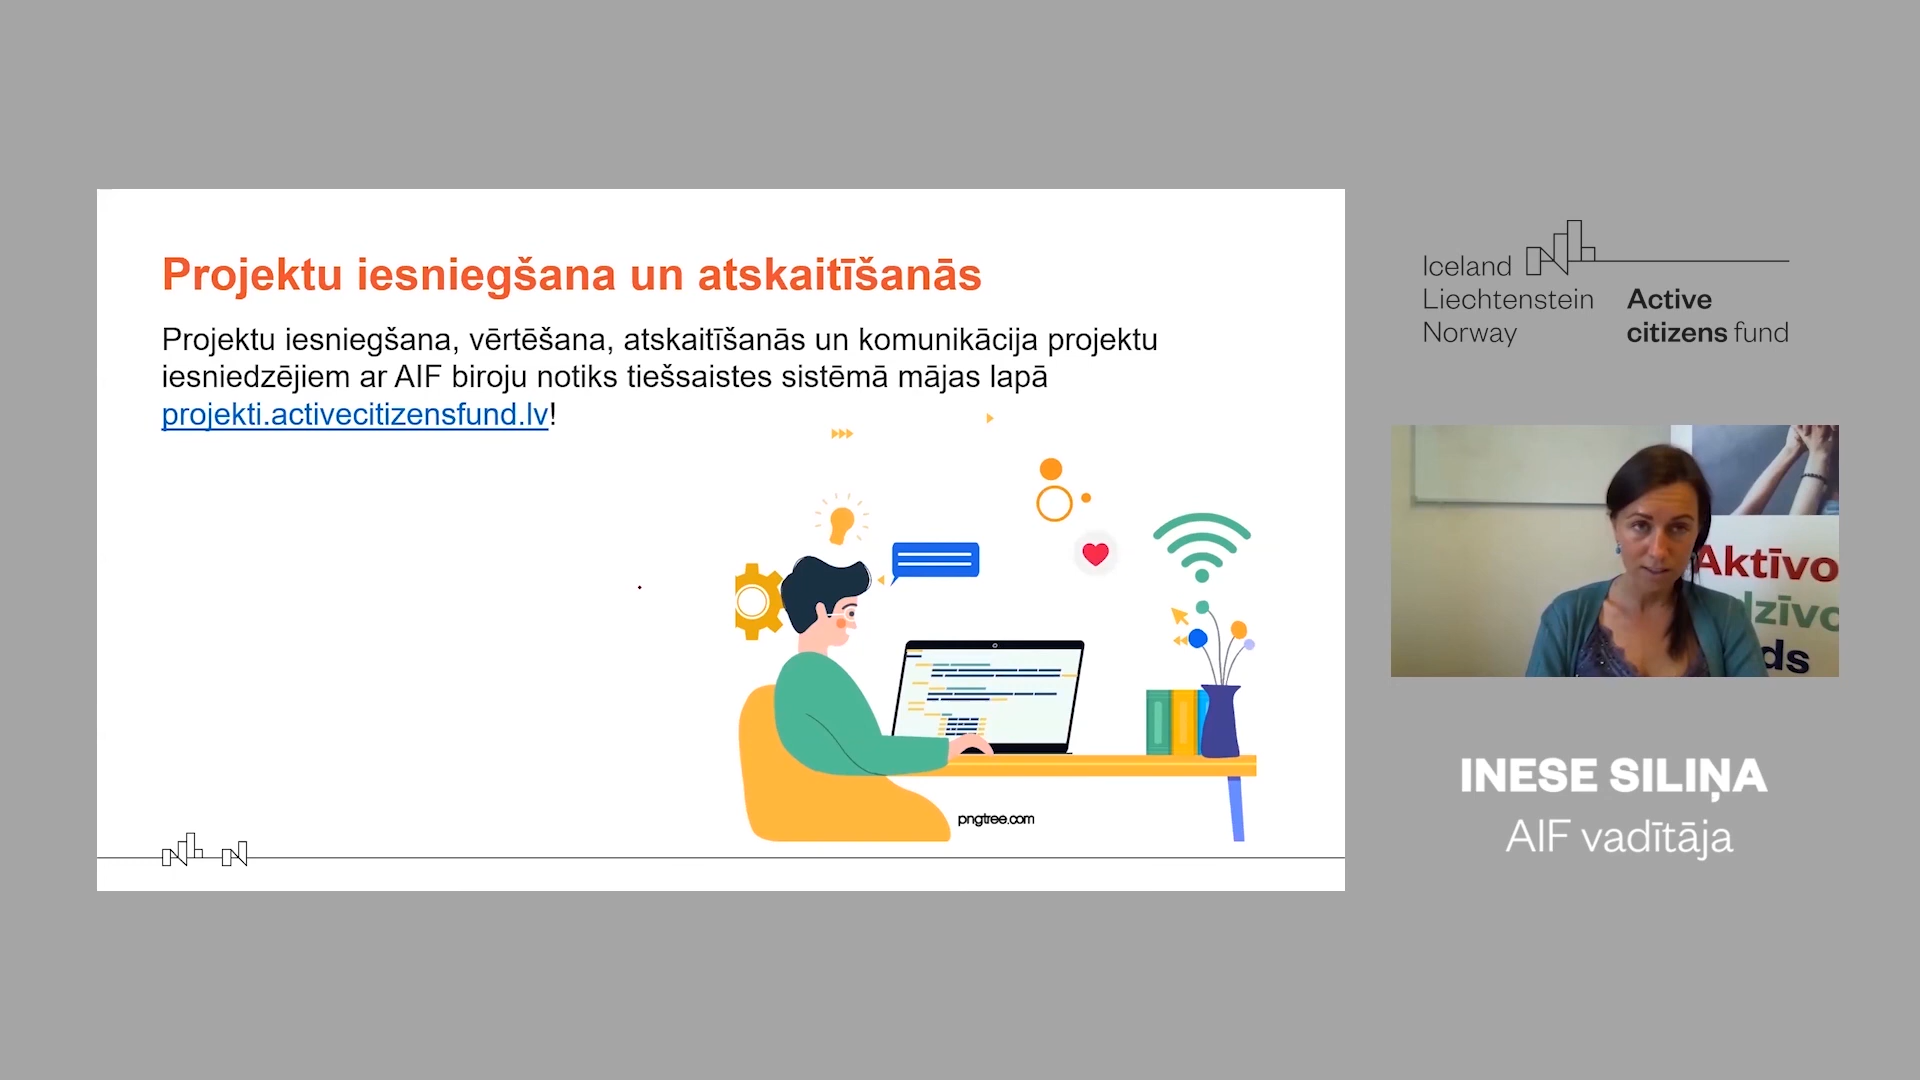 Projektu iesniegšana un atskaitīšanās
Projektu iesniegšana, vērtēšana, atskaitīšanās un komunikācija projektu
iesniedzējiem ar AIF biroju notiks tiešsaistes sistēmā mājas lapā
projekti.activecitizensfund.lv!
pngtree.com
Iceland
Liechtenstein
Norway
Active
citizens fund
Aktīvo
dzīvo
ds
INESE SILIŅA
AIF vadītāja